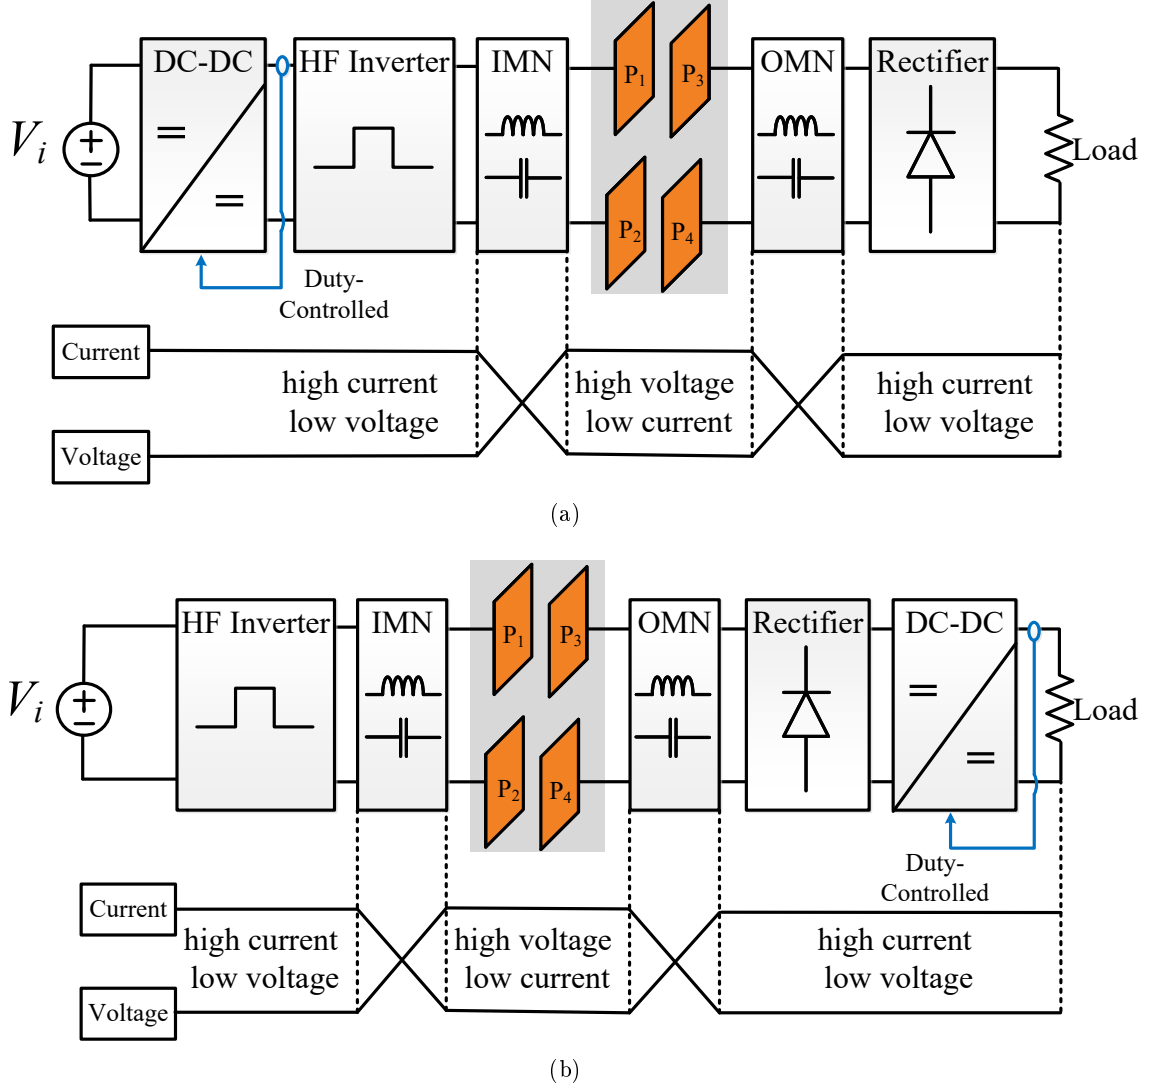 DC-DC HF Inverter IMN P1 P3 OMN Rectifier
Vi + − = = P2 P4 Load
Duty-
Controlled
Current
high current
low voltage
high voltage
low current
high current
low voltage
Voltage
(a)
HF Inverter IMN P1 P3 OMN Rectifier DC-DC
Vi + − P2 P4 = = Load
Duty-
Controlled
Current
high current
low voltage
high voltage
low current
high current
low voltage
Voltage
(b)